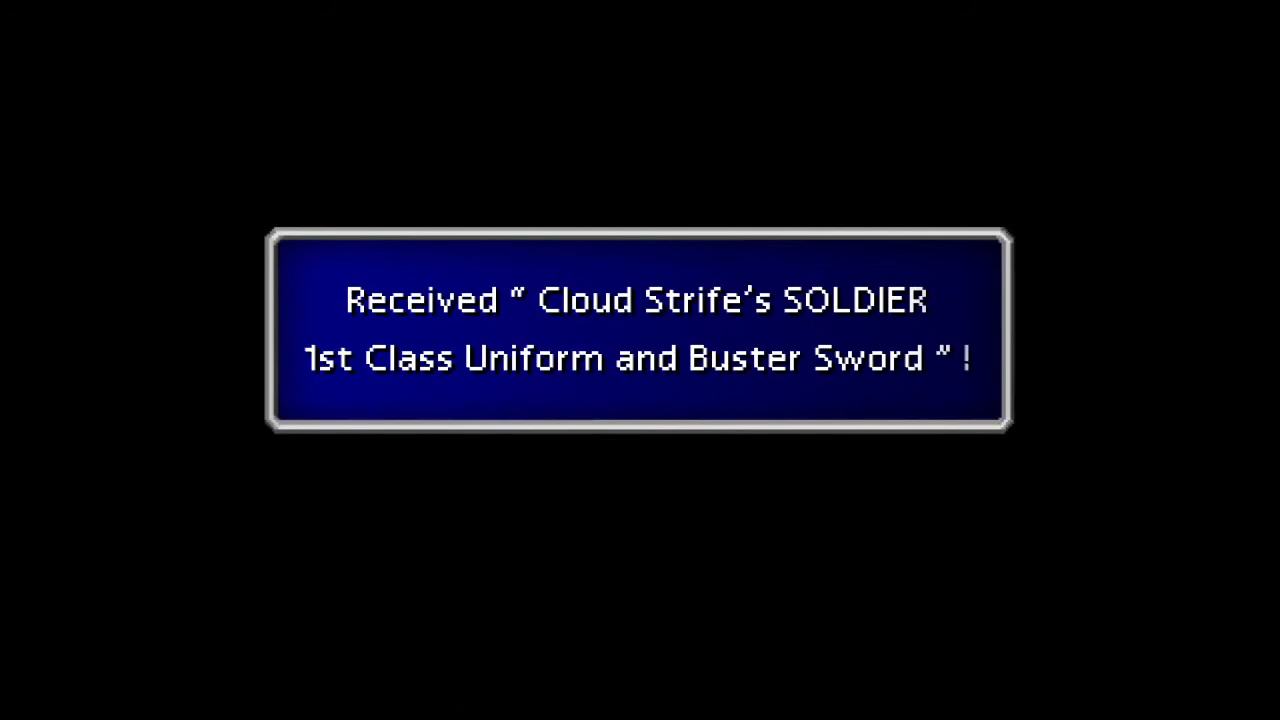 Received “ Cloud Strife’s SOLDIER
1st Class Uniform and Buster Sword ” !